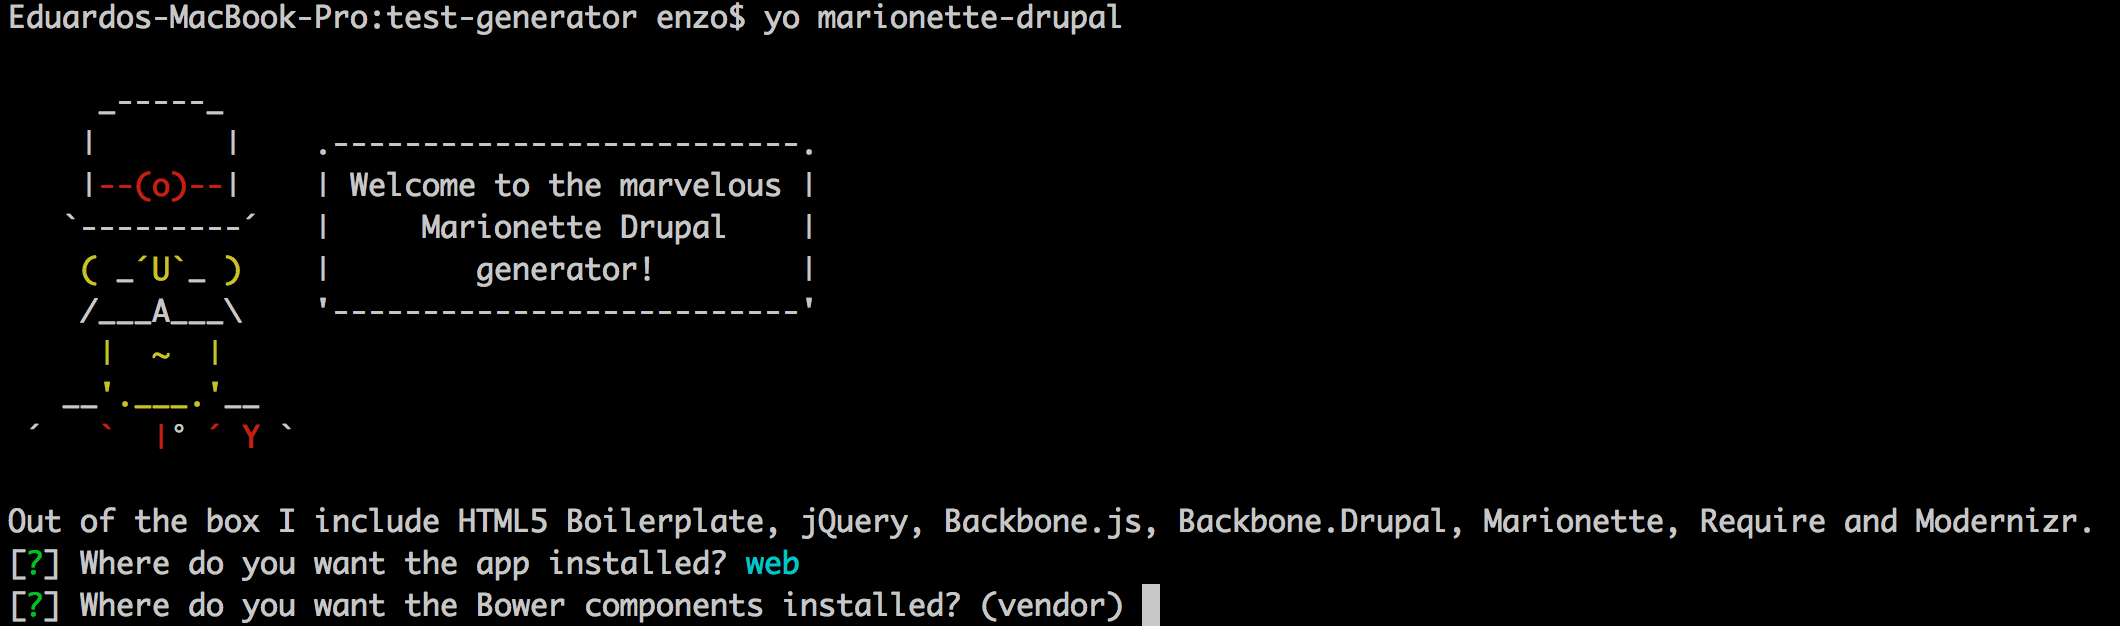 Eduardos-MacBook-Pro:test-generator enzo$ yo marionette-drupal
     _-----_
    |       |    .--------------------------.
    |--(o)--|    | Welcome to the marvelous |
   `---------´   |     Marionette Drupal    |
    ( _´U`_ )    |        generator!        |
    /___A___\    '--------------------------'
     |  ~  |
   __'.___.'__
 ´   `  |° ´ Y `
Out of the box I include HTML5 Boilerplate, jQuery, Backbone.js, Backbone.Drupal, Marionette, Require and Modernizr.
[?] Where do you want the app installed? web
[?] Where do you want the Bower components installed? (vendor)